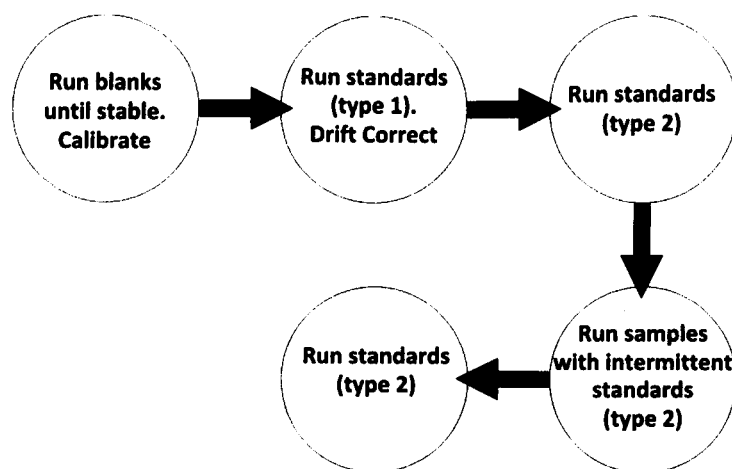 Run blanks
until stable.
Calibrate
Run standards
(type 1).
Drift Correct
Run standards
(type 2)
Run samples
with intermittent
standards
(type 2)
Run standards
(type 2)